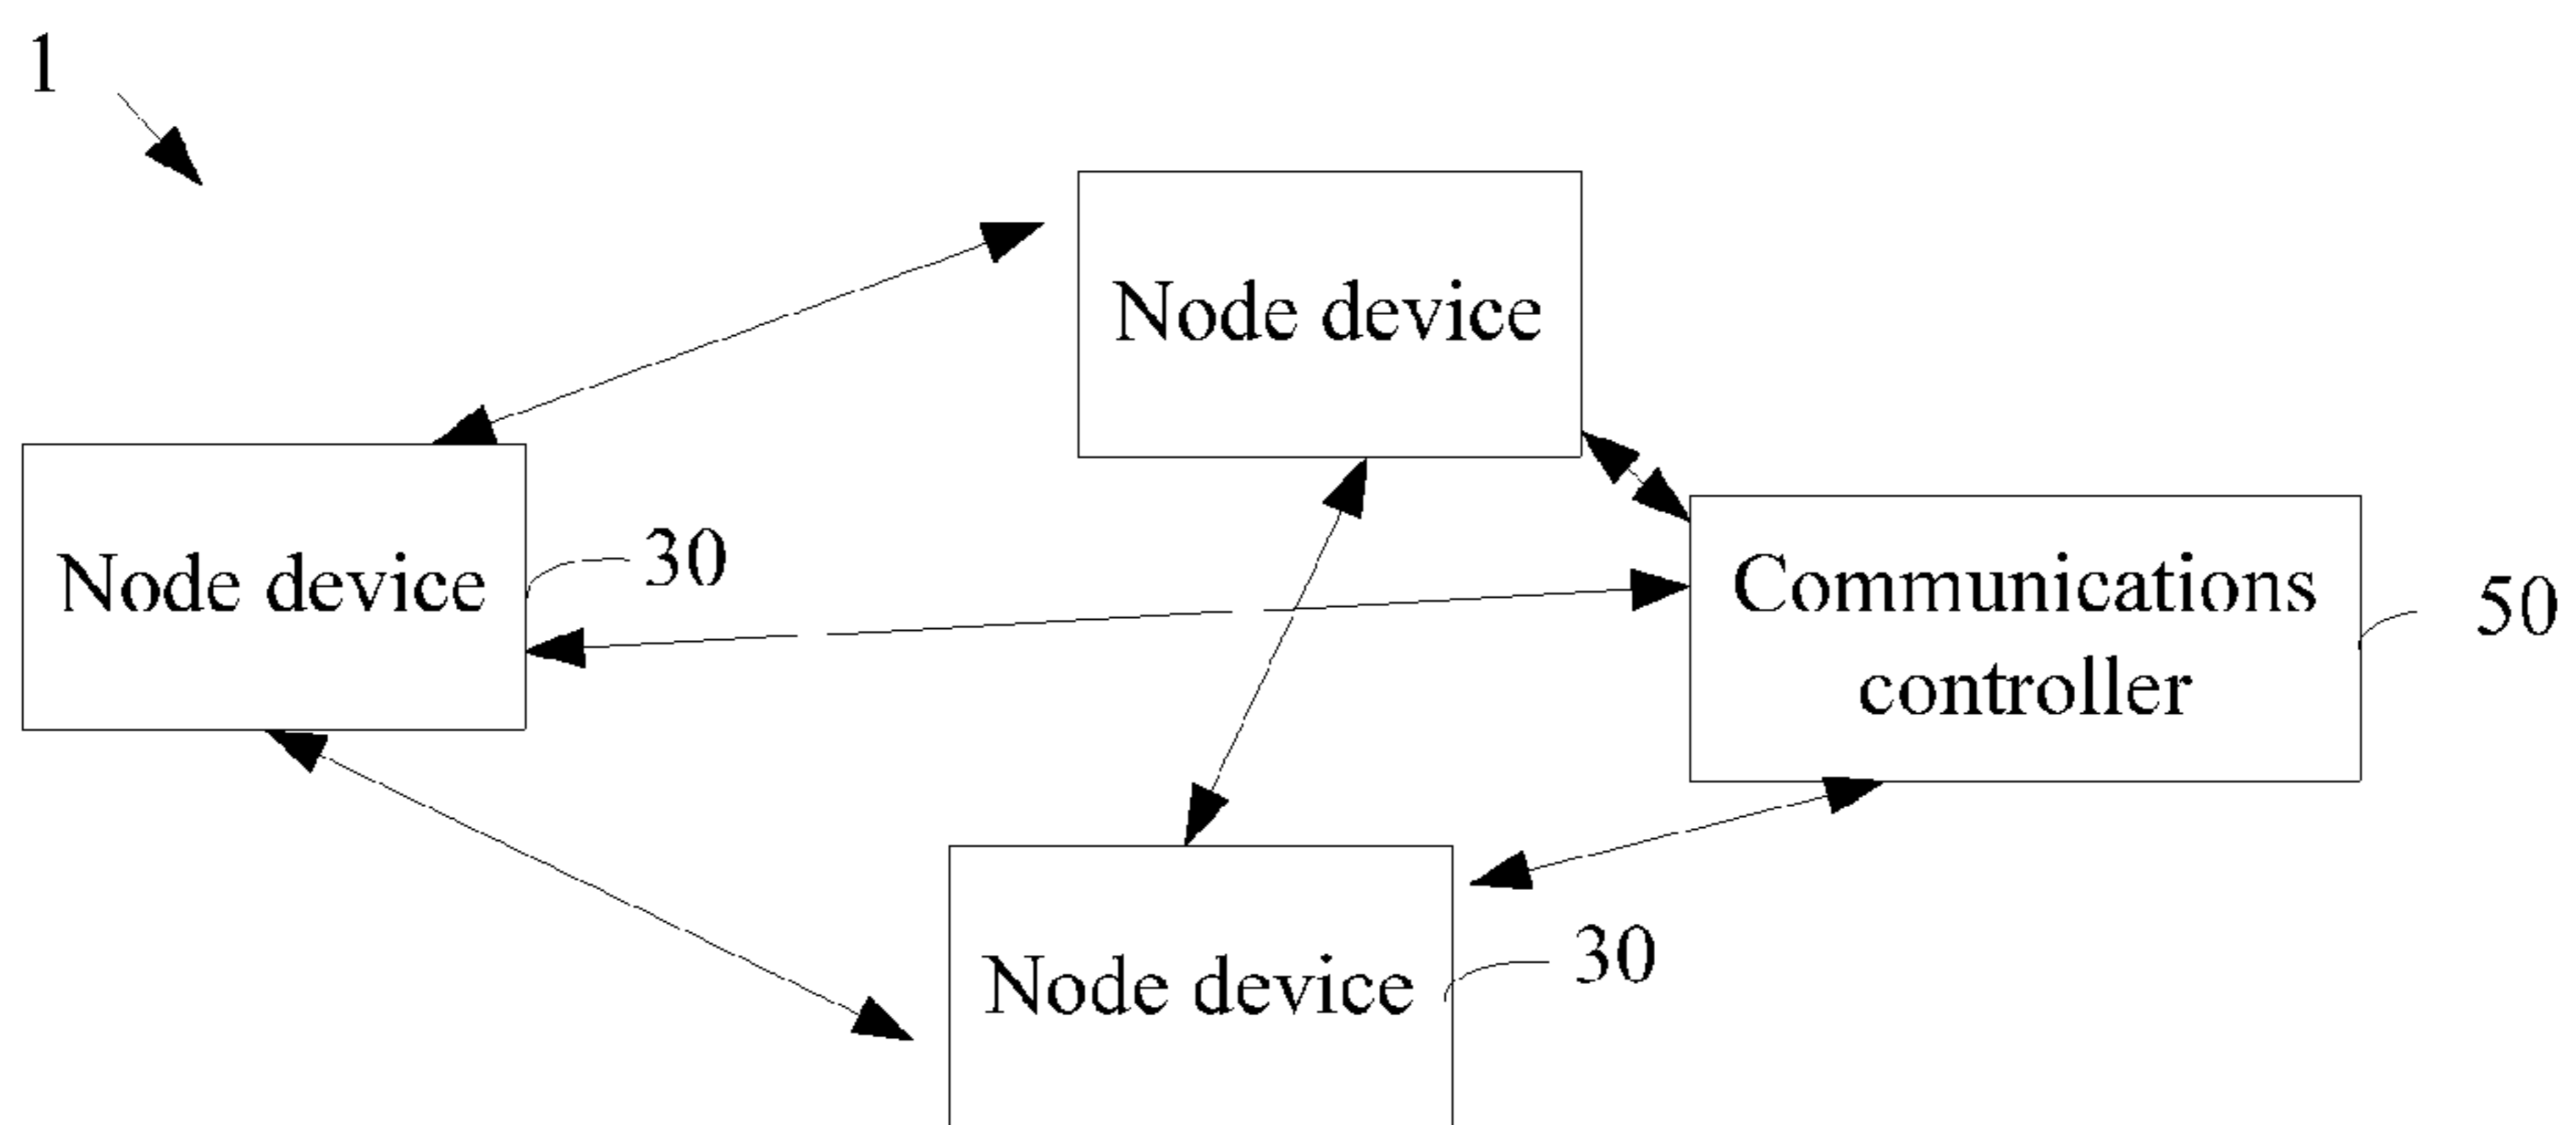 1
Node device
Node device
30
Communications
controller
50
Node device
30